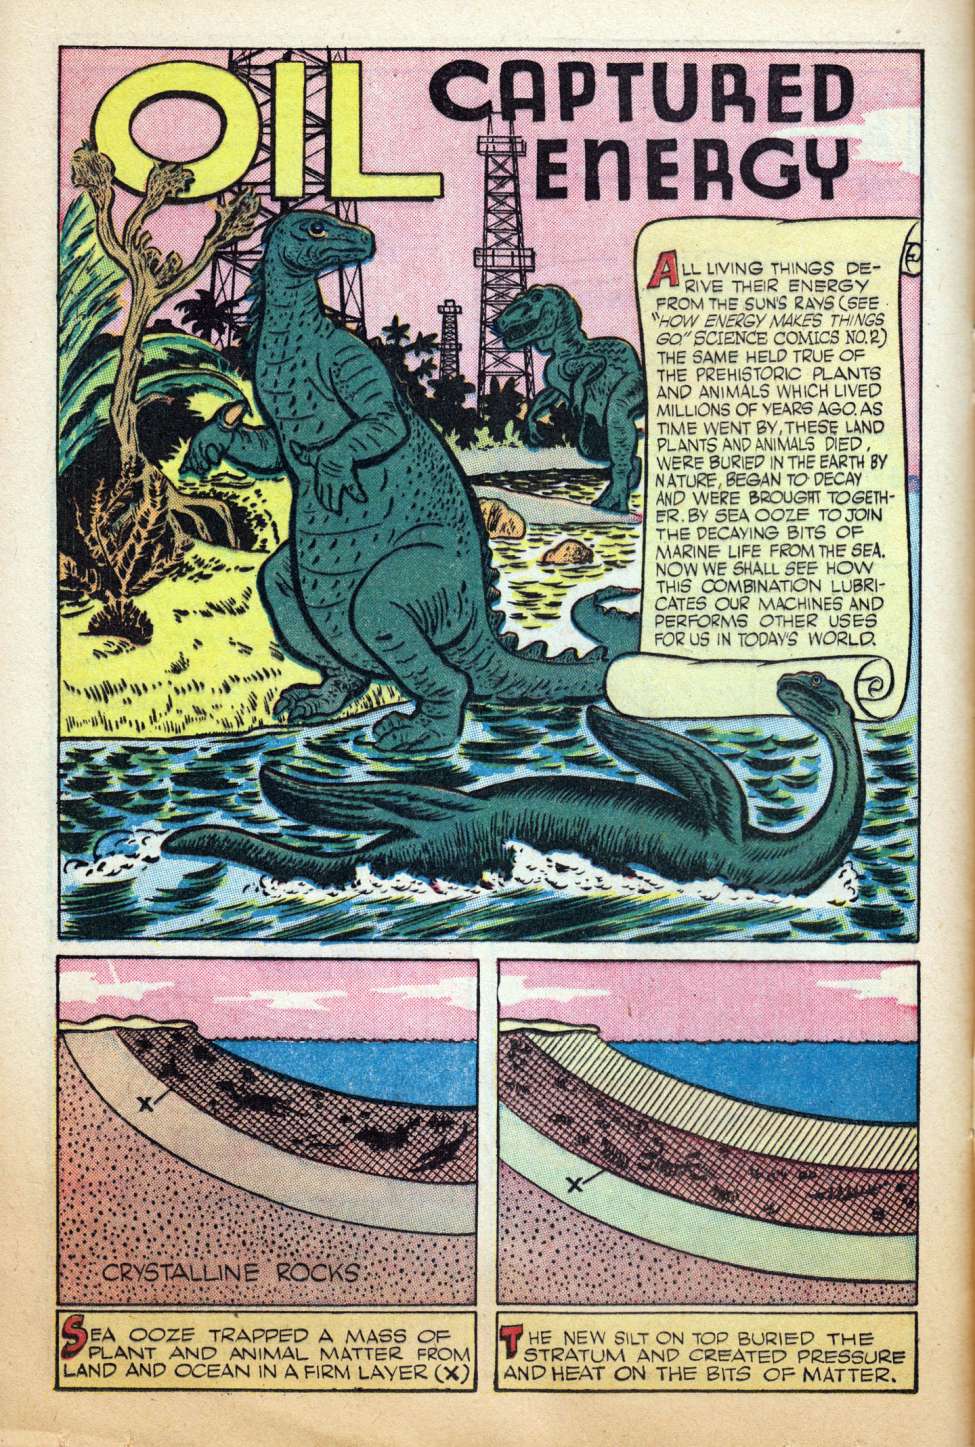 OIL
CAPTURED
ENERGY
ALL LIVING THINGS DE-
RIVE THEIR ENERGY
FROM THE SUN'S RAYS (SEE
"HOW ENERGY MAKES THINGS
GO" SCIENCE COMICS NO.2)
THE SAME HELD TRUE OF
THE PREHISTORIC PLANTS
AND ANIMALS WHICH LIVED
MILLIONS OF YEARS AGO. AS
TIME WENT BY, THESE LAND
PLANTS AND ANIMALS DIED,
WERE BURIED IN THE EARTH BY
NATURE, BEGAN TO DECAY
AND WERE BROUGHT TOGETH-
ER. BY SEA OOZE TO JOIN
THE DECAYING BITS OF
MARINE LIFE FROM THE SEA.
NOW WE SHALL SEE HOW
THIS COMBINATION LUBRI-
CATES OUR MACHINES AND
PERFORMS OTHER USES
FOR US IN TODAY'S WORLD.
X
CRYSTALLINE ROCKS
SEA OOZE TRAPPED A MASS OF
PLANT AND ANIMAL MATTER FROM
LAND AND OCEAN IN A FIRM LAYER (X)
X
THE NEW SILT ON TOP BURIED THE
STRATUM AND CREATED PRESSURE
AND HEAT ON THE BITS OF MATTER.